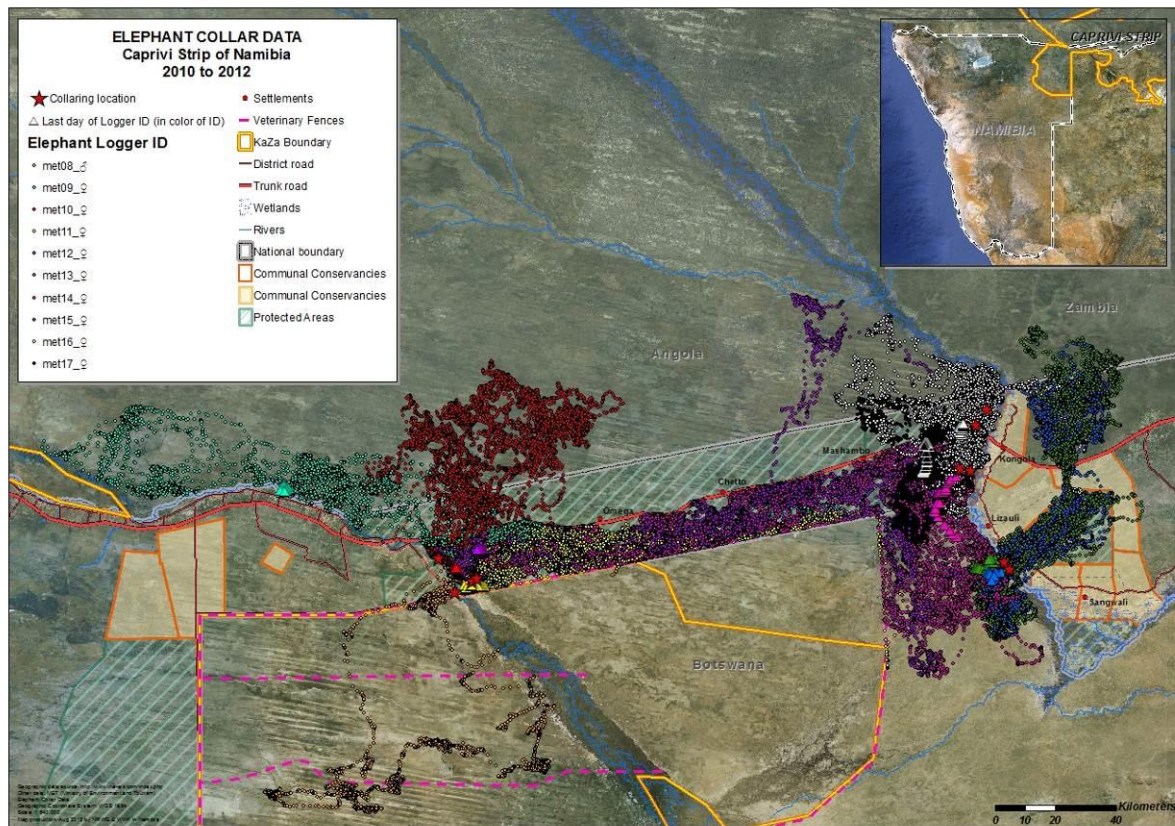 ELEPHANT COLLAR DATA
Caprivi Strip of Namibia
2010 to 2012
Collaring location
Last day of Logger ID (in color of ID)
Elephant Logger ID
met08_♂
met09_♀
met10_♀
met11_♀
met12_♀
met13_♀
met14_♀
met15_♀
met16_♀
met17_♀
Settlements
Veterinary Fences
KaZa Boundary
District road
Trunk road
Wetlands
Rivers
National boundary
Communal Conservancies
Communal Conservancies
Protected Areas
CAPRIVI STRIP
NAMIBIA
Zambia
Angola
Mashambo
Kongola
Chetto
Omega
Lizauli
Sangwali
Botswana
Kilometers
0 10 20 40